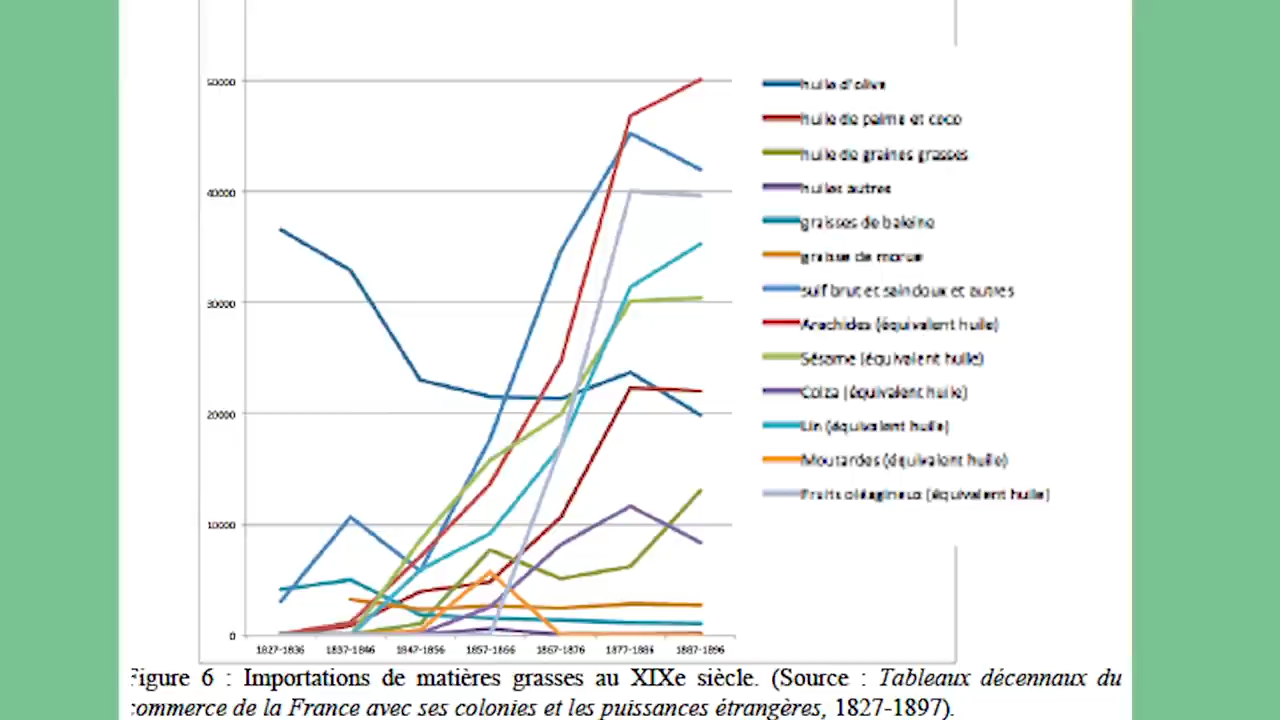 50000
huile d'olive
huile de palme et coco
huile de graines grasses
40000
huiles autres
graisses de baleine
graisse de morue
suif brut et saindoux et autres
30000
Arachides (équivalent huile)
Sésame (équivalent huile)
Colza (équivalent huile)
20000
Lin (équivalent huile)
Moutardes (équivalent huile)
Fruits oléagineux (équivalent huile)
10000
0
1827-1836 1837-1846 1847-1856 1857-1866 1867-1876 1877-1886 1887-1896
Figure 6 : Importations de matières grasses au XIXe siècle. (Source : Tableaux décennaux du
commerce de la France avec ses colonies et les puissances étrangères, 1827-1897).